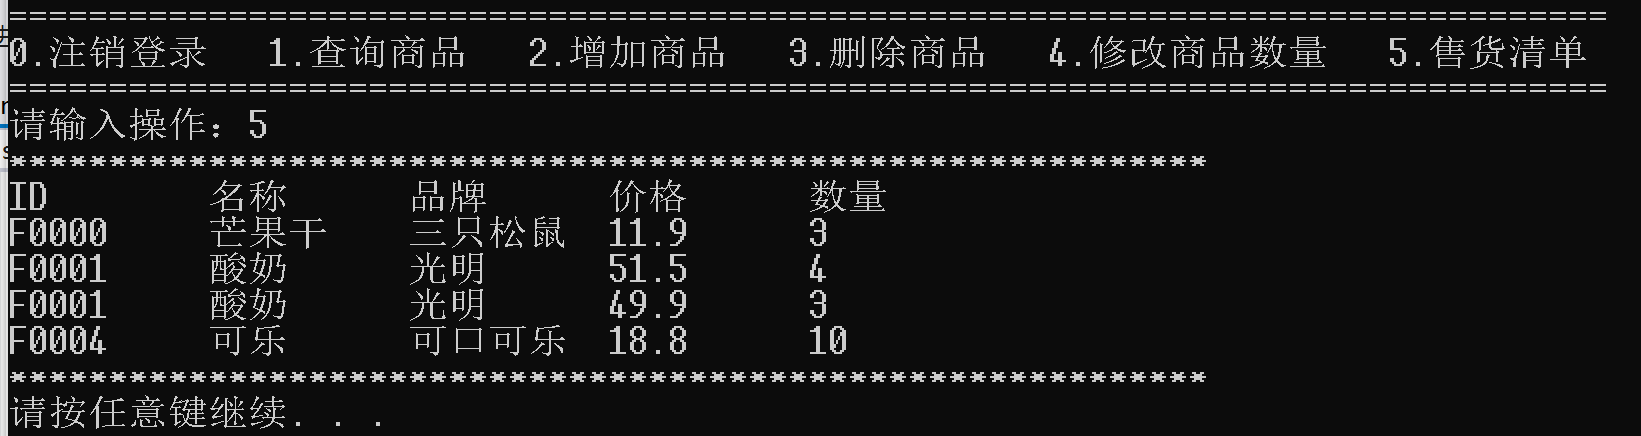 ================================================================================
0.注销登录   1.查询商品   2.增加商品   3.删除商品   4.修改商品数量   5.售货清单
================================================================================
请输入操作：5
************************************************************
ID        名称      品牌      价格      数量
F0000     芒果干    三只松鼠  11.9      3
F0001     酸奶      光明      51.5      4
F0001     酸奶      光明      49.9      3
F0004     可乐      可口可乐  18.8      10
************************************************************
请按任意键继续. . .